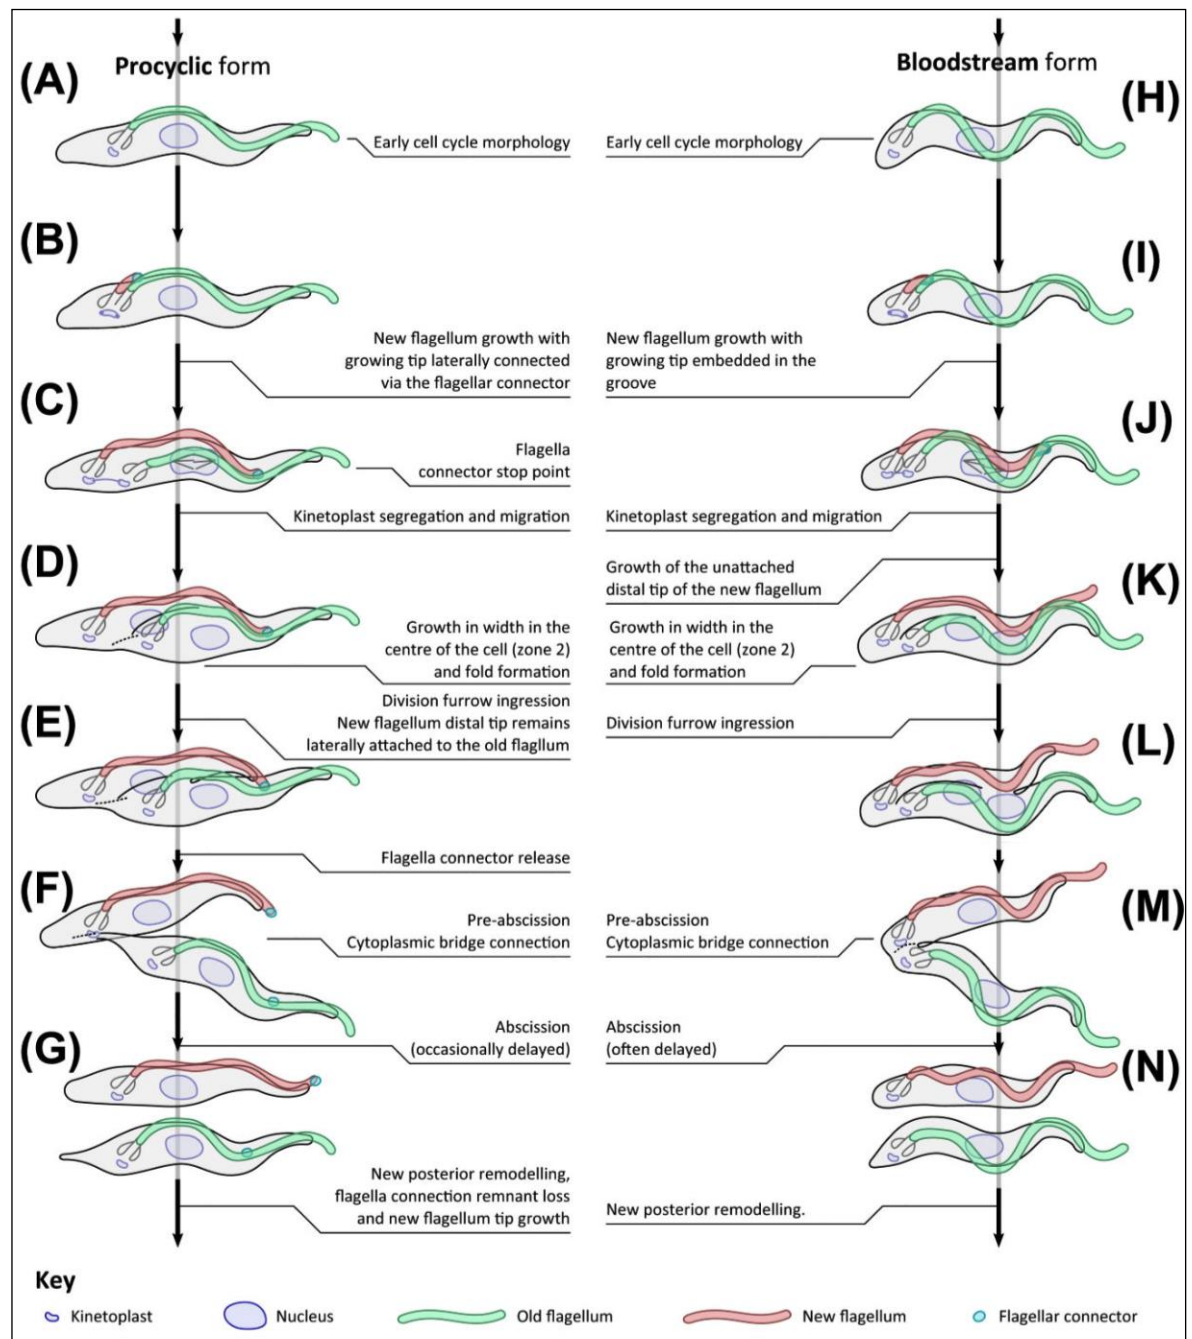 (A)
Procyclic form
Early cell cycle morphology
(B)
New flagellum growth with
growing tip laterally connected
via the flagellar connector
(C)
Flagella
connector stop point
Kinetoplast segregation and migration
(D)
Growth in width in the
centre of the cell (zone 2)
and fold formation
Division furrow ingression
New flagellum distal tip remains
laterally attached to the old flagllum
(E)
Flagella connector release
(F)
Pre-abscission
Cytoplasmic bridge connection
Abscission
(occasionally delayed)
(G)
New posterior remodelling,
flagella connection remnant loss
and new flagellum tip growth
Bloodstream form
(H)
Early cell cycle morphology
(I)
New flagellum growth with
growing tip embedded in the
groove
(J)
Kinetoplast segregation and migration
Growth of the unattached
distal tip of the new flagellum
(K)
Growth in width in the
centre of the cell (zone 2)
and fold formation
Division furrow ingression
(L)
(M)
Pre-abscission
Cytoplasmic bridge connection
Abscission
(often delayed)
(N)
New posterior remodelling.
Key
Kinetoplast
Nucleus
Old flagellum
New flagellum
Flagellar connector